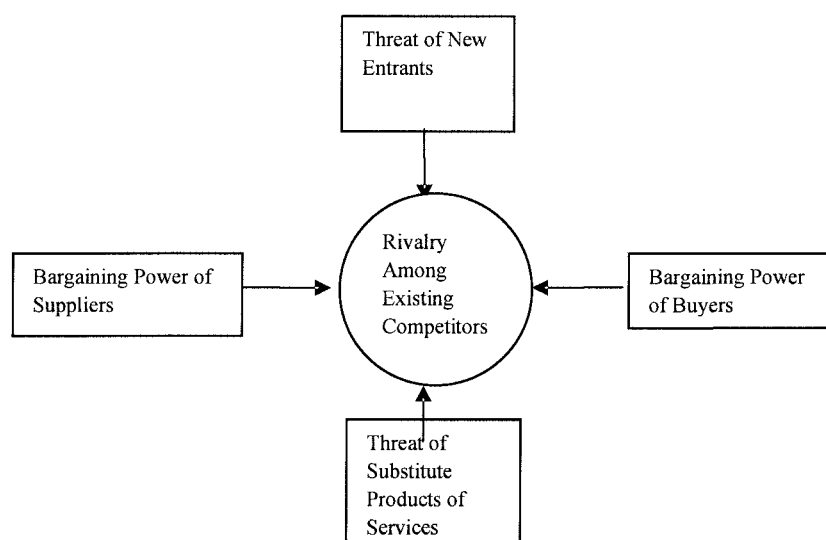 Threat of New
Entrants
Rivalry
Among
Existing
Competitors
Bargaining Power of
Suppliers
Bargaining Power
of Buyers
Threat of
Substitute
Products of
Services